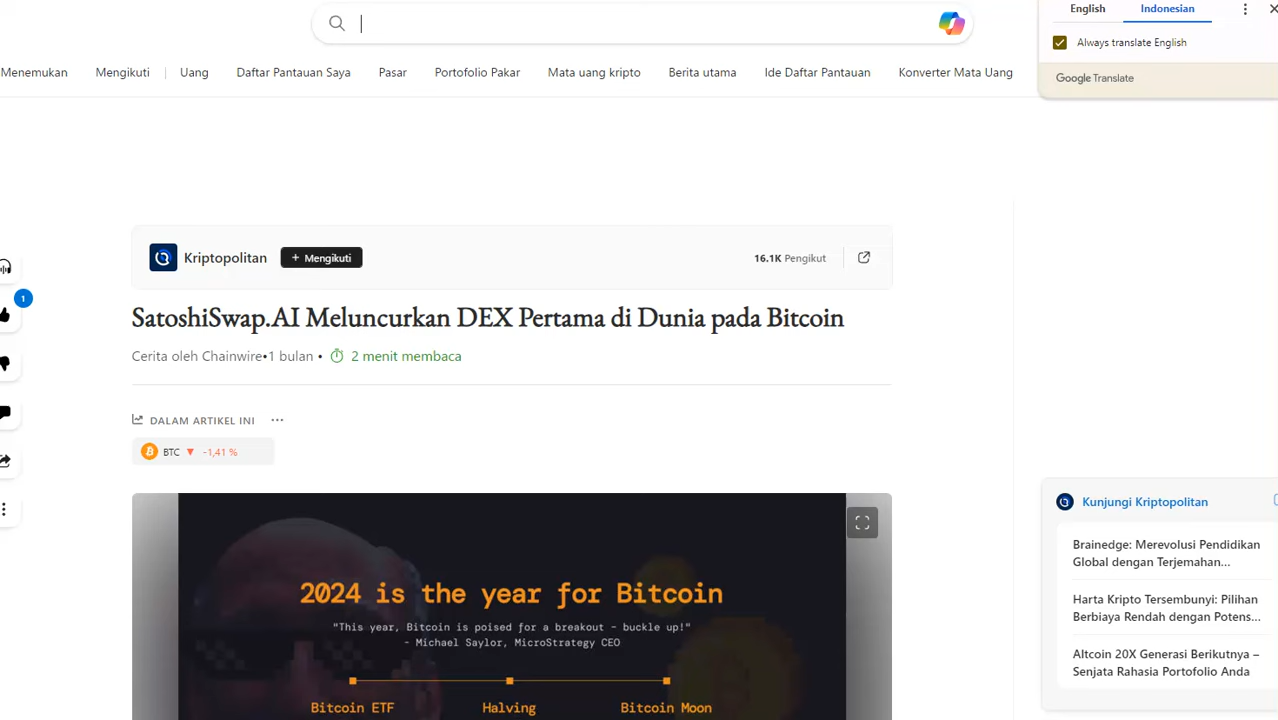 English
Indonesian
Always translate English
Google Translate
Menemukan
Mengikuti
Uang
Daftar Pantauan Saya
Pasar
Portofolio Pakar
Mata uang kripto
Berita utama
Ide Daftar Pantauan
Konverter Mata Uang
Kriptopolitan
+ Mengikuti
16.1K Pengikut
1
SatoshiSwap.AI Meluncurkan DEX Pertama di Dunia pada Bitcoin
Cerita oleh Chainwire•1 bulan • 2 menit membaca
DALAM ARTIKEL INI
BTC ▼ -1,41 %
2024 is the year for Bitcoin
"This year, Bitcoin is poised for a breakout – buckle up!"
- Michael Saylor, MicroStrategy CEO
Bitcoin ETF
Halving
Bitcoin Moon
Kunjungi Kriptopolitan
Brainedge: Merevolusi Pendidikan
Global dengan Terjemahan...
Harta Kripto Tersembunyi: Pilihan
Berbiaya Rendah dengan Potens...
Altcoin 20X Generasi Berikutnya –
Senjata Rahasia Portofolio Anda